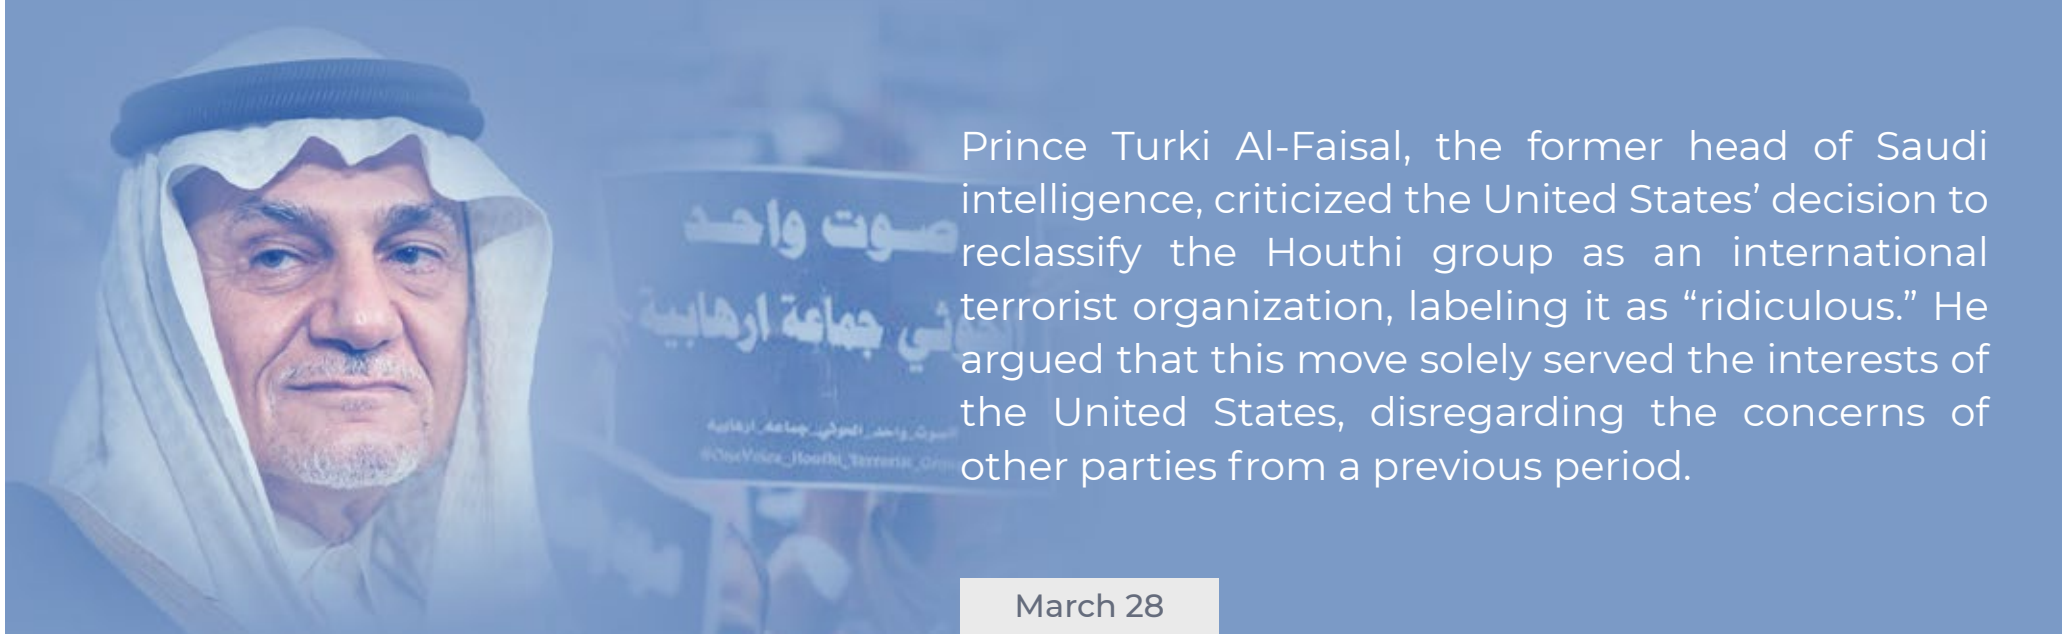 Prince Turki Al-Faisal, the former head of Saudi
intelligence, criticized the United States’ decision to
reclassify the Houthi group as an international
terrorist organization, labeling it as “ridiculous.” He
argued that this move solely served the interests of
the United States, disregarding the concerns of
other parties from a previous period.
March 28
صوت واحد
الحوثي جماعة ارهابية